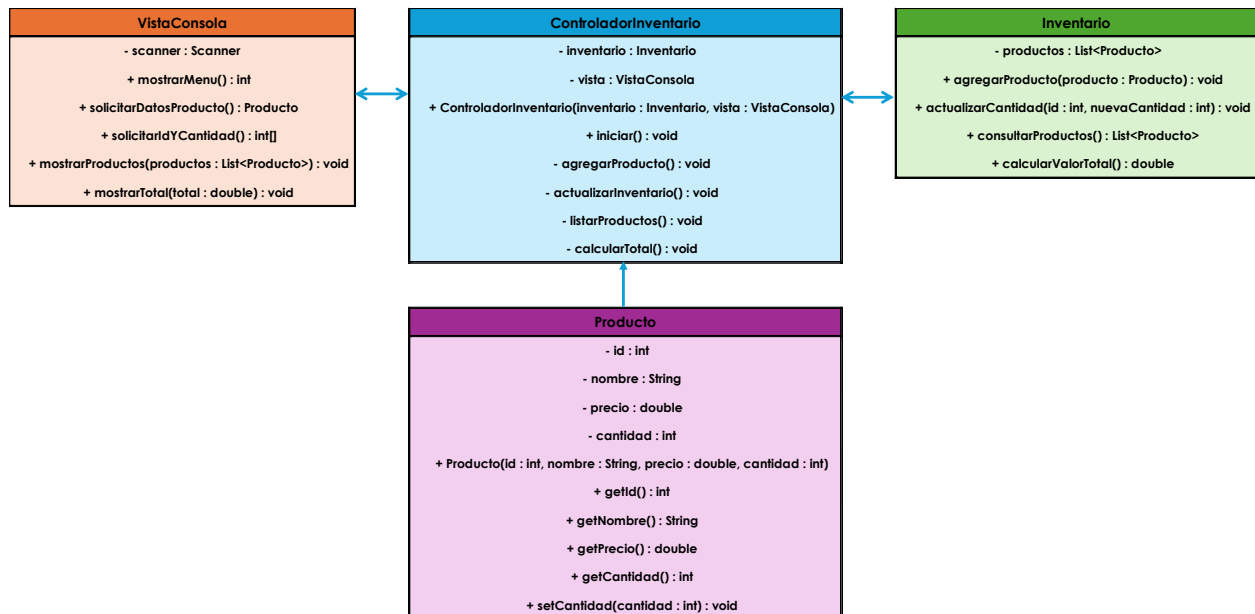 VistaConsola
- scanner : Scanner
+ mostrarMenu() : int
+ solicitarDatosProducto() : Producto
+ solicitarIdYCantidad() : int[]
+ mostrarProductos(productos : List<Producto>) : void
+ mostrarTotal(total : double) : void
ControladorInventario
- inventario : Inventario
- vista : VistaConsola
+ ControladorInventario(inventario : Inventario, vista : VistaConsola)
+ iniciar() : void
- agregarProducto() : void
- actualizarInventario() : void
- listarProductos() : void
- calcularTotal() : void
Inventario
- productos : List<Producto>
+ agregarProducto(producto : Producto) : void
+ actualizarCantidad(id : int, nuevaCantidad : int) : void
+ consultarProductos() : List<Producto>
+ calcularValorTotal() : double
Producto
- id : int
- nombre : String
- precio : double
- cantidad : int
+ Producto(id : int, nombre : String, precio : double, cantidad : int)
+ getId() : int
+ getNombre() : String
+ getPrecio() : double
+ getCantidad() : int
+ setCantidad(cantidad : int) : void